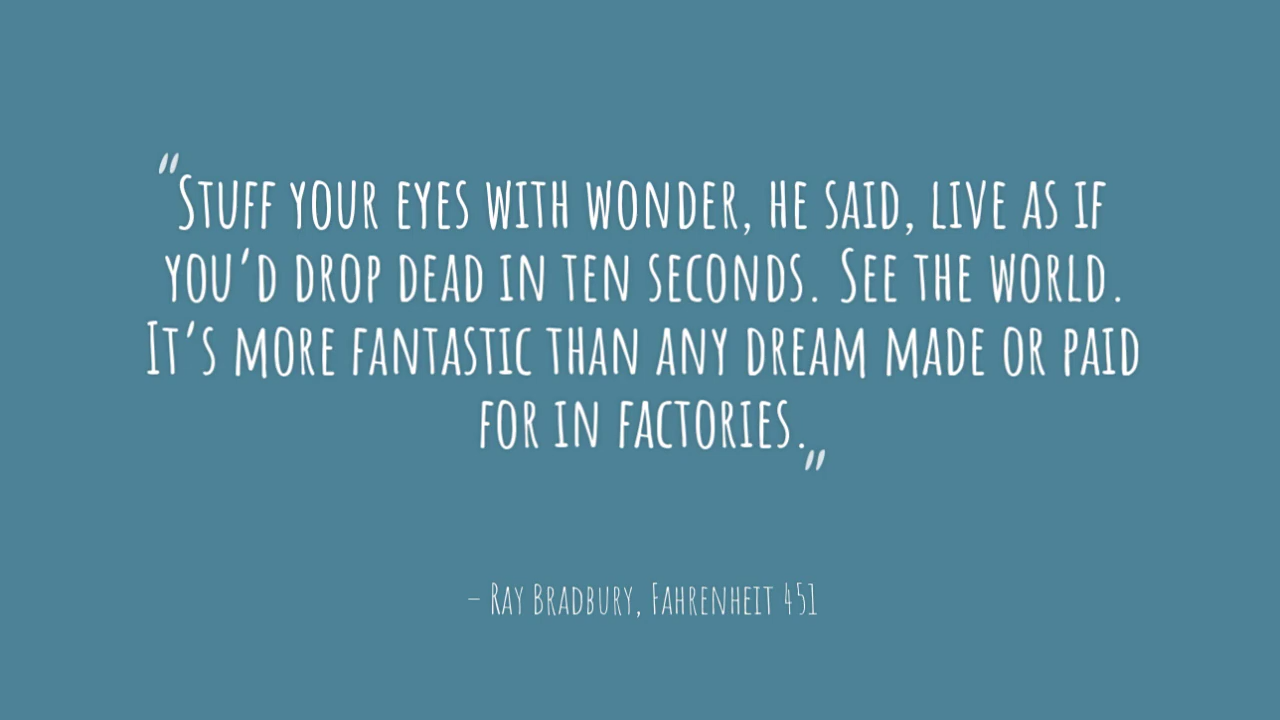 "Stuff your eyes with wonder, he said, live as if
you'd drop dead in ten seconds. See the world.
It's more fantastic than any dream made or paid
for in factories."
– Ray Bradbury, Fahrenheit 451